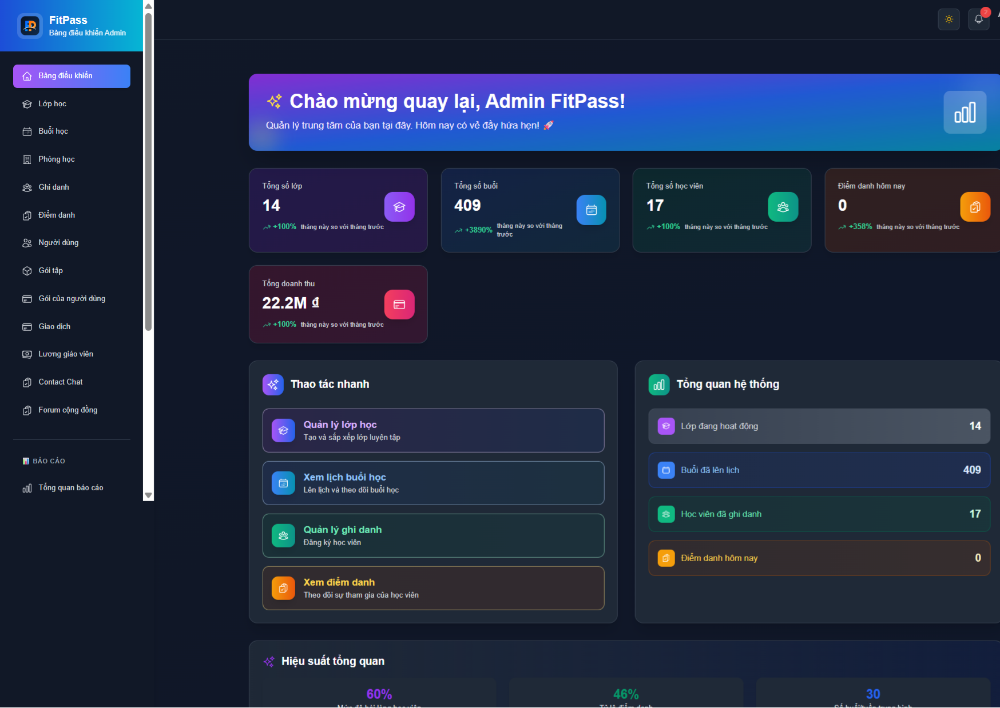 FitPass
Bảng điều khiển Admin
Bảng điều khiển
Lớp học
Buổi học
Phòng học
Ghi danh
Điểm danh
Người dùng
Gói tập
Gói của người dùng
Giao dịch
Lương giáo viên
Contact Chat
Forum cộng đồng
BÁO CÁO
Tổng quan báo cáo
2
Chào mừng quay lại, Admin FitPass!
Quản lý trung tâm của bạn tại đây. Hôm nay có vẻ đầy hứa hẹn! 🚀
Tổng số lớp
14
+100% tháng này so với tháng trước
Tổng số buổi
409
+3890% tháng này so với tháng
trước
Tổng số học viên
17
+100% tháng này so với tháng trước
Điểm danh hôm nay
0
+358% tháng này so với tháng trước
Tổng doanh thu
22.2M ₫
+100% tháng này so với tháng trước
Thao tác nhanh
Quản lý lớp học
Tạo và sắp xếp lớp luyện tập
Xem lịch buổi học
Lên lịch và theo dõi buổi học
Quản lý ghi danh
Đăng ký học viên
Xem điểm danh
Theo dõi sự tham gia của học viên
Tổng quan hệ thống
Lớp đang hoạt động 14
Buổi đã lên lịch 409
Học viên đã ghi danh 17
Điểm danh hôm nay 0
Hiệu suất tổng quan
60%
46%
30